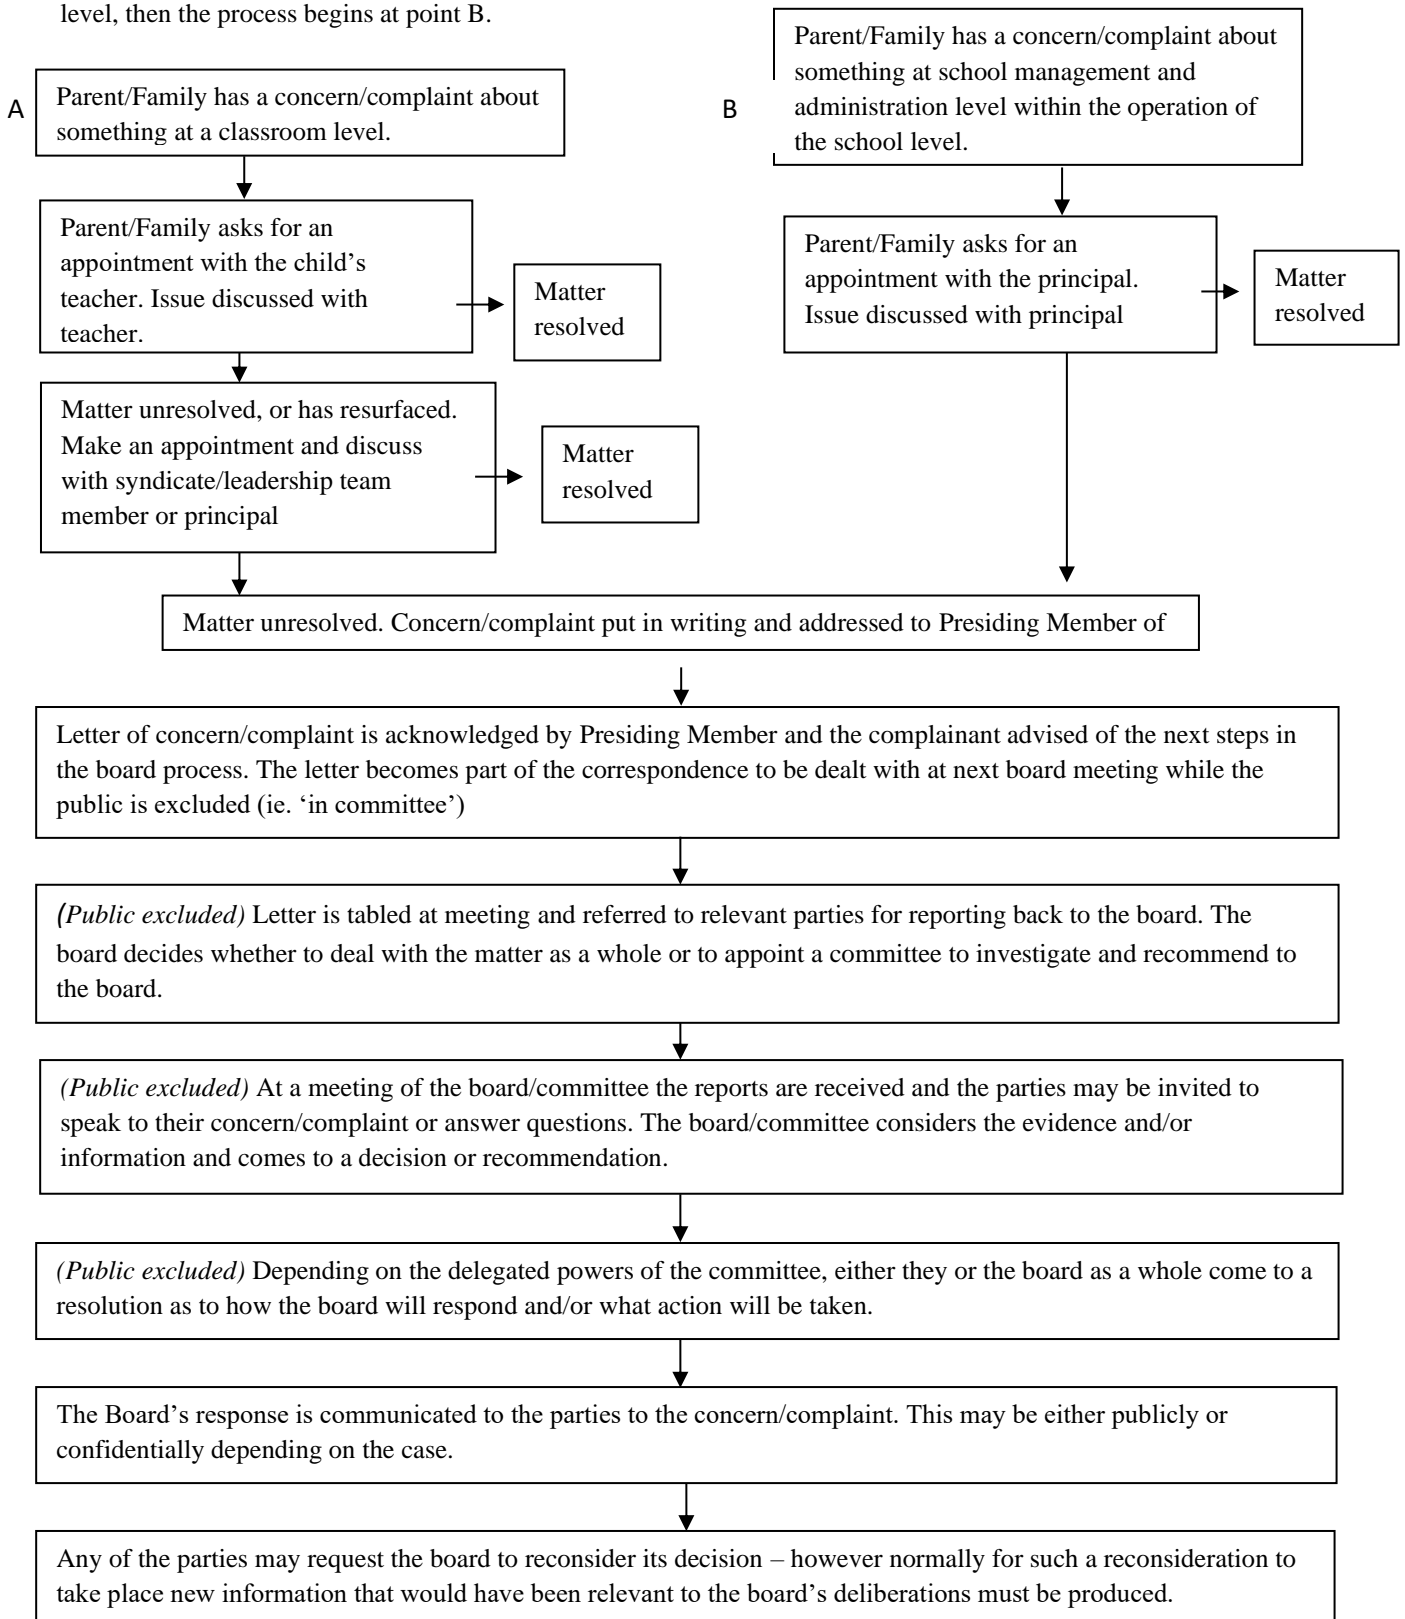 level, then the process begins at point B.
A
Parent/Family has a concern/complaint about
something at a classroom level.
Parent/Family asks for an
appointment with the child’s
teacher. Issue discussed with
teacher.
Matter
resolved
Matter unresolved, or has resurfaced.
Make an appointment and discuss
with syndicate/leadership team
member or principal
Matter
resolved
B
Parent/Family has a concern/complaint about
something at school management and
administration level within the operation of
the school level.
Parent/Family asks for an
appointment with the principal.
Issue discussed with principal
Matter
resolved
Matter unresolved. Concern/complaint put in writing and addressed to Presiding Member of
Letter of concern/complaint is acknowledged by Presiding Member and the complainant advised of the next steps in
the board process. The letter becomes part of the correspondence to be dealt with at next board meeting while the
public is excluded (ie. ‘in committee’)
(Public excluded) Letter is tabled at meeting and referred to relevant parties for reporting back to the board. The
board decides whether to deal with the matter as a whole or to appoint a committee to investigate and recommend to
the board.
(Public excluded) At a meeting of the board/committee the reports are received and the parties may be invited to
speak to their concern/complaint or answer questions. The board/committee considers the evidence and/or
information and comes to a decision or recommendation.
(Public excluded) Depending on the delegated powers of the committee, either they or the board as a whole come to a
resolution as to how the board will respond and/or what action will be taken.
The Board’s response is communicated to the parties to the concern/complaint. This may be either publicly or
confidentially depending on the case.
Any of the parties may request the board to reconsider its decision – however normally for such a reconsideration to
take place new information that would have been relevant to the board’s deliberations must be produced.